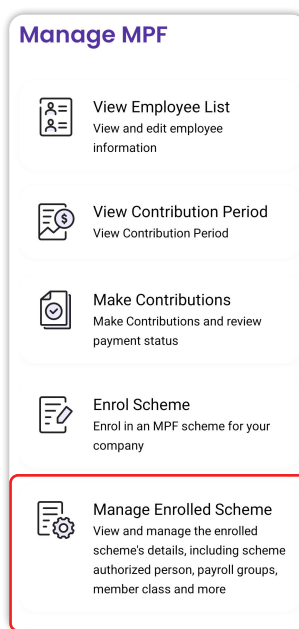 Manage MPF
View Employee List
View and edit employee
information
View Contribution Period
View Contribution Period
Make Contributions
Make Contributions and review
payment status
Enrol Scheme
Enrol in an MPF scheme for your
company
Manage Enrolled Scheme
View and manage the enrolled
scheme's details, including scheme
authorized person, payroll groups,
member class and more